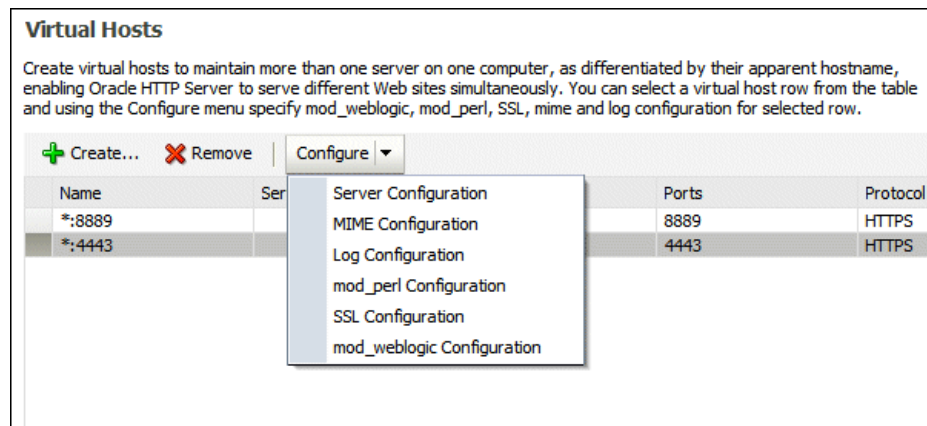 Virtual Hosts
Create virtual hosts to maintain more than one server on one computer, as differentiated by their apparent hostname,
enabling Oracle HTTP Server to serve different Web sites simultaneously. You can select a virtual host row from the table
and using the Configure menu specify mod_weblogic, mod_perl, SSL, mime and log configuration for selected row.
Create... Remove Configure
Name Ser Ports Protocol
*:8889 8889 HTTPS
*:4443 4443 HTTPS
Server Configuration
MIME Configuration
Log Configuration
mod_perl Configuration
SSL Configuration
mod_weblogic Configuration